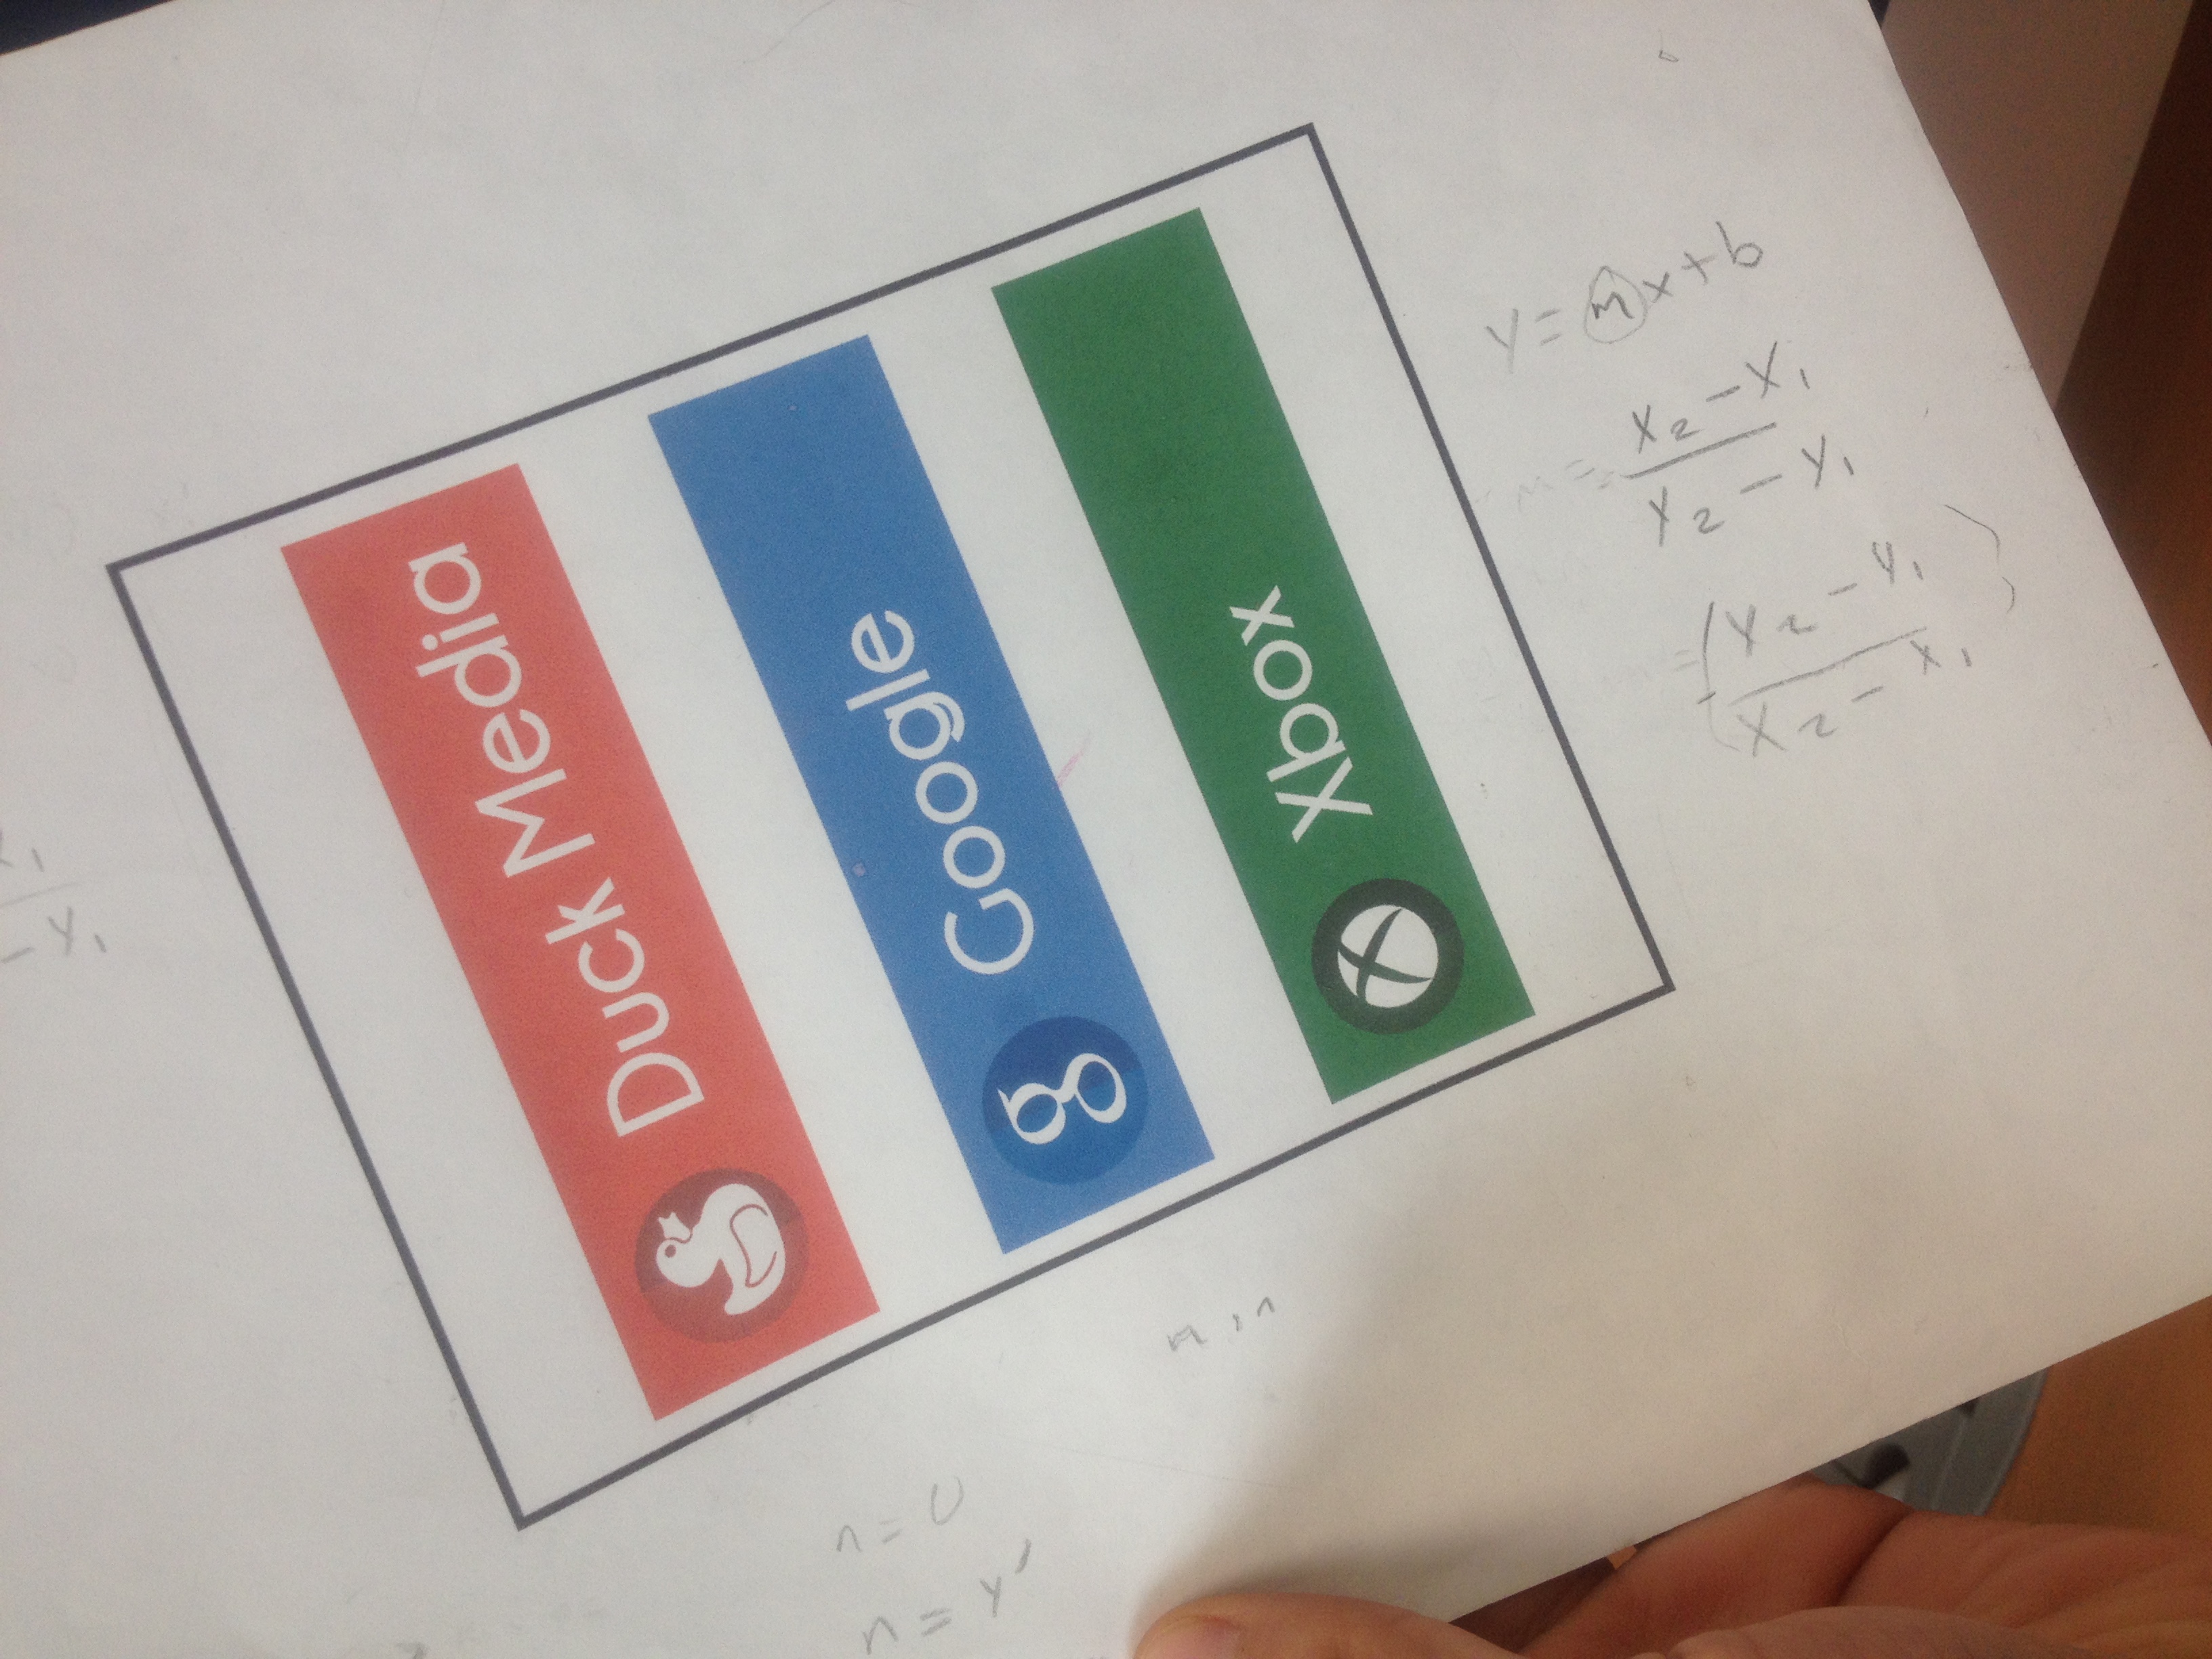 Duck Media
g Google
Xbox
y = mx + b
x2 - x1
y2 - y1
y2 - y1
x2 - x1